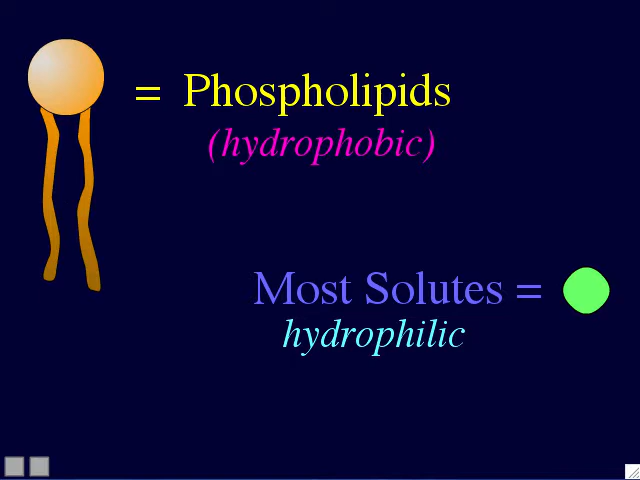 = Phospholipids
(hydrophobic)
Most Solutes =
hydrophilic